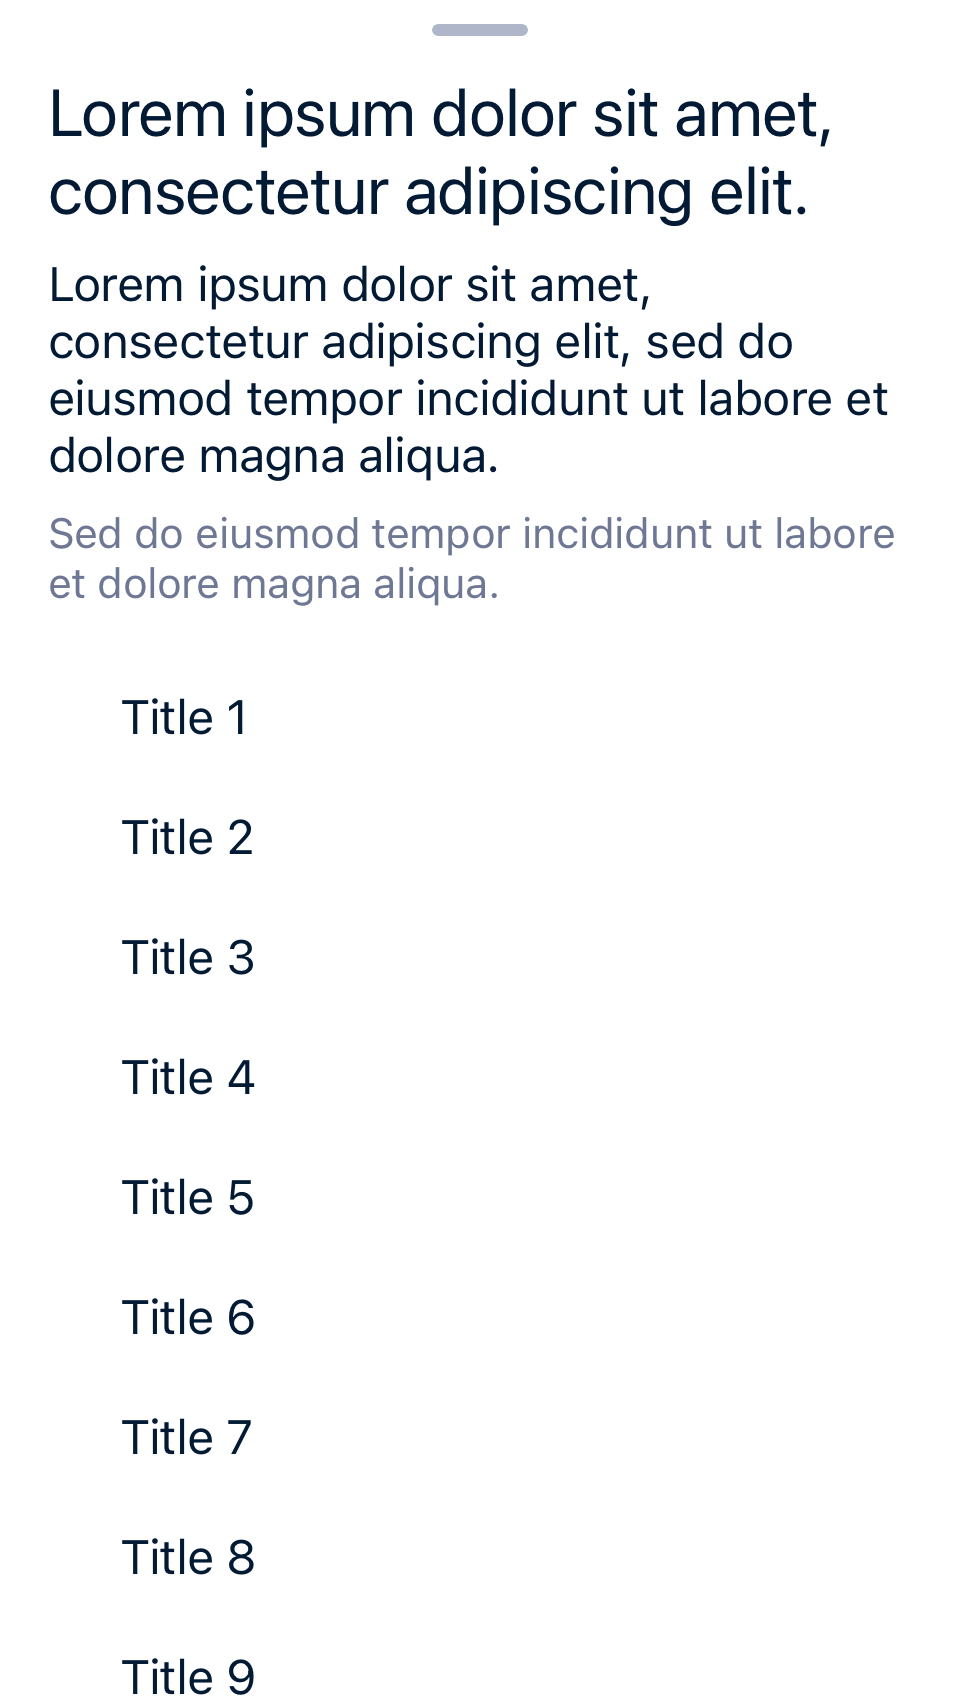 Lorem ipsum dolor sit amet,
consectetur adipiscing elit.
Lorem ipsum dolor sit amet,
consectetur adipiscing elit, sed do
eiusmod tempor incididunt ut labore et
dolore magna aliqua.
Sed do eiusmod tempor incididunt ut labore
et dolore magna aliqua.
Title 1
Title 2
Title 3
Title 4
Title 5
Title 6
Title 7
Title 8
Title 9